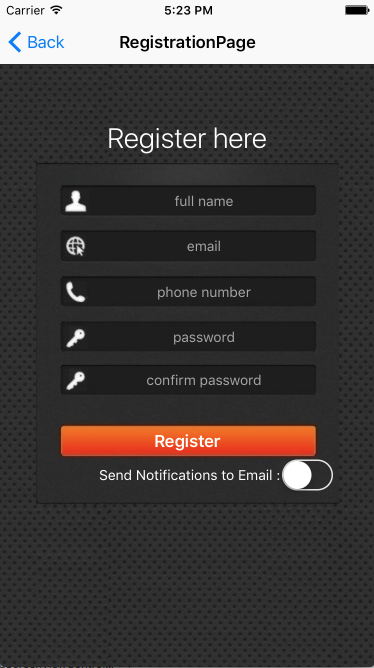 Carrier 5:23 PM
Back RegistrationPage
Register here
full name
email
phone number
password
confirm password
Register
Send Notifications to Email :